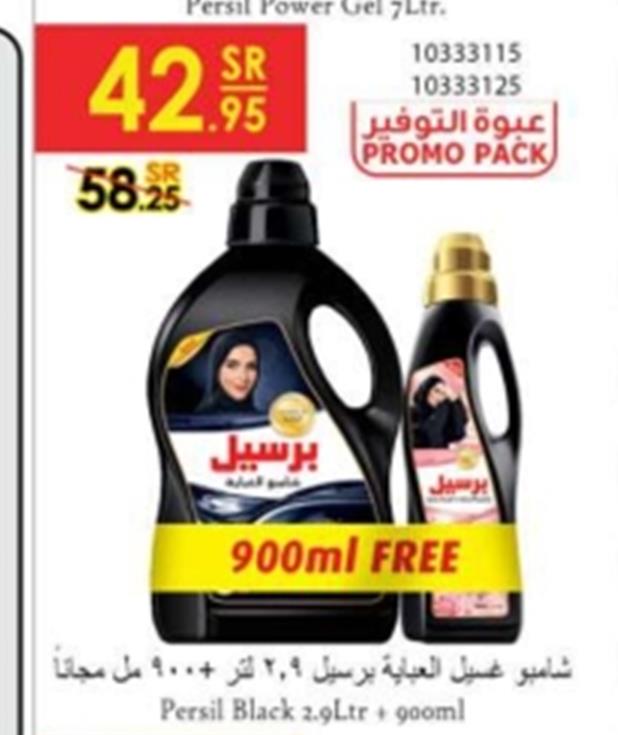 Persil Power Gel 7Ltr.
42.95 SR
10333115
10333125
عبوة التوفير
PROMO PACK
58.25 SR
برسيل
شامبو العباية
برسيل
900ml FREE
شامبو غسيل العباية برسيل ٢,٩ لتر +٩٠٠ مل مجاناً
Persil Black 2.9Ltr + 900ml